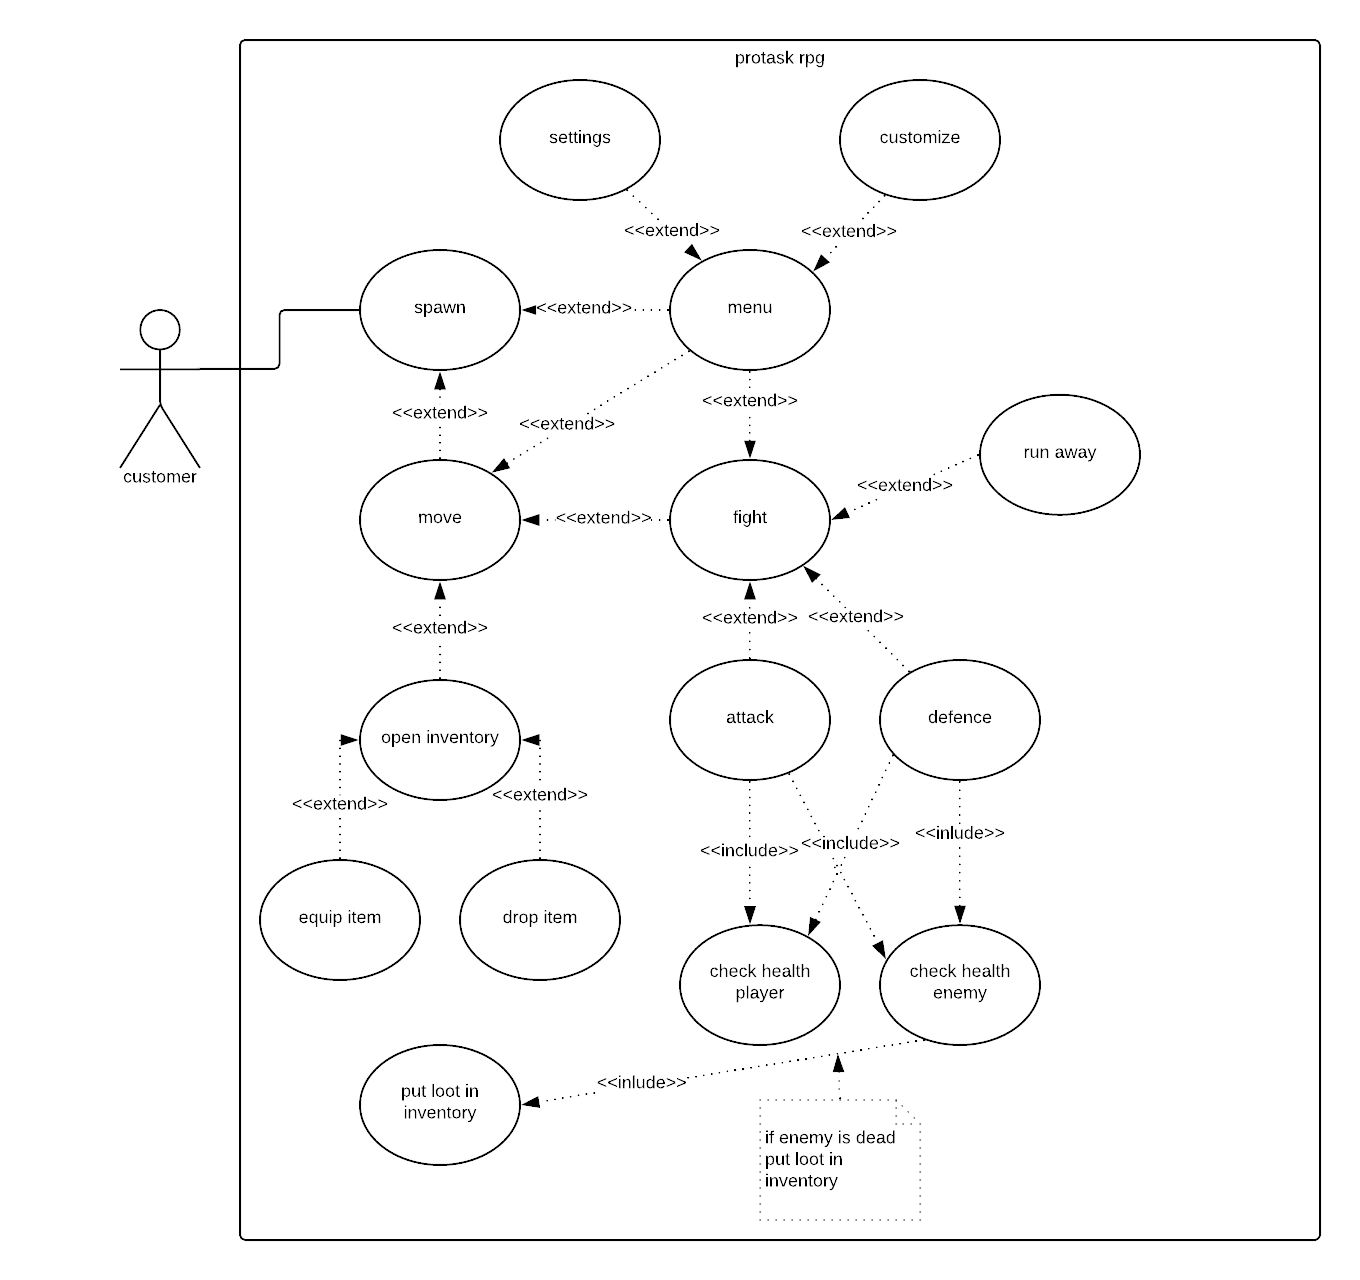 protask rpg
settings
customize
<<extend>>
<<extend>>
spawn
<<extend>>
menu
<<extend>>
<<extend>>
<<extend>>
customer
run away
<<extend>>
move
<<extend>>
fight
<<extend>>
<<extend>>
<<extend>>
open inventory
attack
defence
<<extend>>
<<extend>>
<<include>>
<<include>>
<<inlude>>
equip item
drop item
check health
player
check health
enemy
put loot in
inventory
<<inlude>>
if enemy is dead
put loot in
inventory